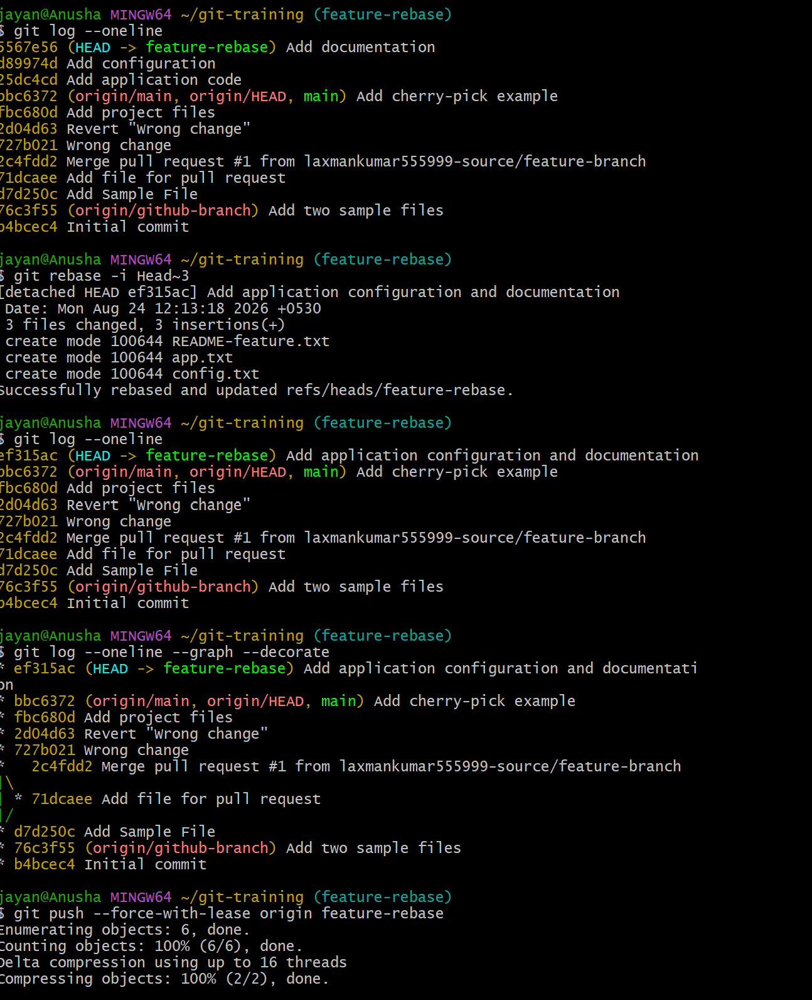 jayan@Anusha MINGW64 ~/git-training (feature-rebase)
$ git log --oneline
5567e56 (HEAD -> feature-rebase) Add documentation
d89974d Add configuration
25dc4cd Add application code
bbc6372 (origin/main, origin/HEAD, main) Add cherry-pick example
fbc680d Add project files
2d04d63 Revert "Wrong change"
727b021 Wrong change
2c4fdd2 Merge pull request #1 from laxmankumar555999-source/feature-branch
71dcaee Add file for pull request
d7d250c Add Sample File
76c3f55 (origin/github-branch) Add two sample files
b4bcec4 Initial commit
jayan@Anusha MINGW64 ~/git-training (feature-rebase)
$ git rebase -i Head~3
[detached HEAD ef315ac] Add application configuration and documentation
Date: Mon Aug 24 12:13:18 2026 +0530
3 files changed, 3 insertions(+)
create mode 100644 README-feature.txt
create mode 100644 app.txt
create mode 100644 config.txt
Successfully rebased and updated refs/heads/feature-rebase.
jayan@Anusha MINGW64 ~/git-training (feature-rebase)
$ git log --oneline
ef315ac (HEAD -> feature-rebase) Add application configuration and documentation
bbc6372 (origin/main, origin/HEAD, main) Add cherry-pick example
fbc680d Add project files
2d04d63 Revert "Wrong change"
727b021 Wrong change
2c4fdd2 Merge pull request #1 from laxmankumar555999-source/feature-branch
71dcaee Add file for pull request
d7d250c Add Sample File
76c3f55 (origin/github-branch) Add two sample files
b4bcec4 Initial commit
jayan@Anusha MINGW64 ~/git-training (feature-rebase)
$ git log --oneline --graph --decorate
* ef315ac (HEAD -> feature-rebase) Add application configuration and documentati
on
* bbc6372 (origin/main, origin/HEAD, main) Add cherry-pick example
* fbc680d Add project files
* 2d04d63 Revert "Wrong change"
* 727b021 Wrong change
*   2c4fdd2 Merge pull request #1 from laxmankumar555999-source/feature-branch
|\
| * 71dcaee Add file for pull request
|/
* d7d250c Add Sample File
* 76c3f55 (origin/github-branch) Add two sample files
* b4bcec4 Initial commit
jayan@Anusha MINGW64 ~/git-training (feature-rebase)
$ git push --force-with-lease origin feature-rebase
Enumerating objects: 6, done.
Counting objects: 100% (6/6), done.
Delta compression using up to 16 threads
Compressing objects: 100% (2/2), done.